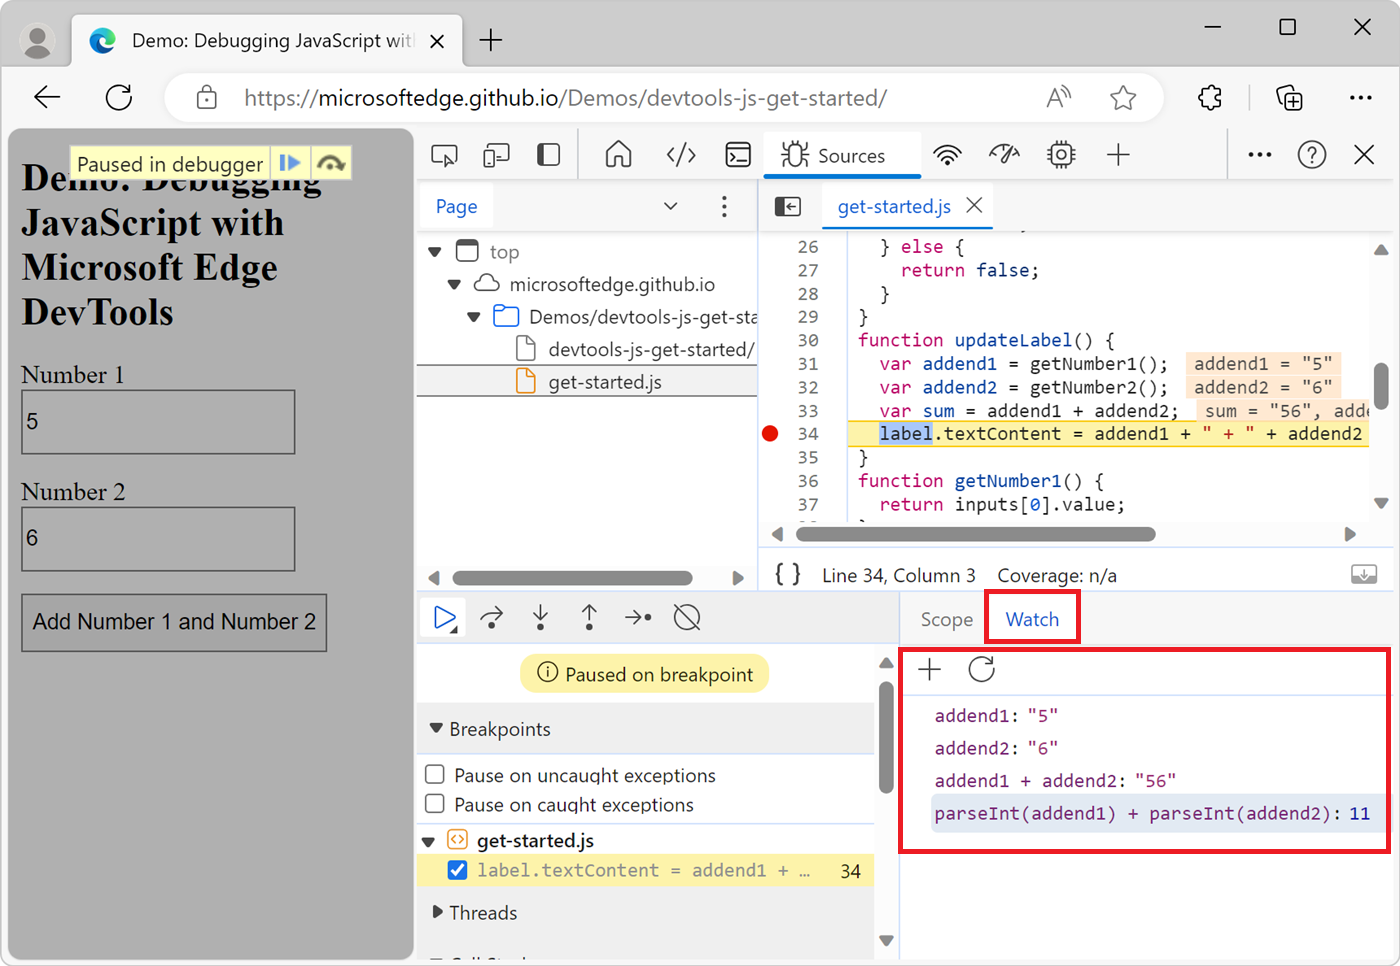 Demo: Debugging JavaScript wit
https://microsoftedge.github.io/Demos/devtools-js-get-started/
Paused in debugger
Demo: Debugging
JavaScript with
Microsoft Edge
DevTools
Number 1
5
Number 2
6
Add Number 1 and Number 2
Sources
Page
top
microsoftedge.github.io
Demos/devtools-js-get-sta
devtools-js-get-started/
get-started.js
get-started.js
26 } else {
27 return false;
28 }
29 }
30 function updateLabel() {
31 var addend1 = getNumber1(); addend1 = "5"
32 var addend2 = getNumber2(); addend2 = "6"
33 var sum = addend1 + addend2; sum = "56", adde
34 label.textContent = addend1 + " + " + addend2
35 }
36 function getNumber1() {
37 return inputs[0].value;
{ } Line 34, Column 3 Coverage: n/a
Paused on breakpoint
Breakpoints
Pause on uncaught exceptions
Pause on caught exceptions
get-started.js
label.textContent = addend1 + … 34
Threads
Scope Watch
addend1: "5"
addend2: "6"
addend1 + addend2: "56"
parseInt(addend1) + parseInt(addend2): 11